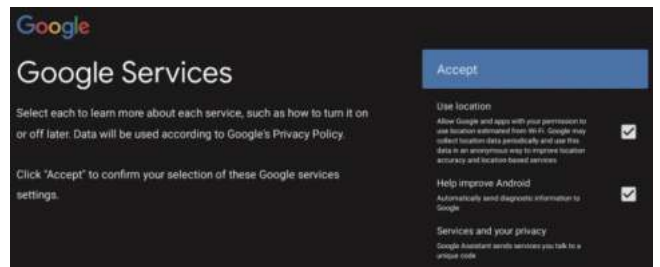 Google
Google Services
Select each to learn more about each service, such as how to turn it on
or off later. Data will be used according to Google's Privacy Policy.
Click "Accept" to confirm your selection of these Google services
settings.
Accept
Use location
Allow Google and apps with your permission to
use location estimated from Wi-Fi. Google may
collect location data periodically and use this
data in an anonymous way to improve location
accuracy and location-based services
Help improve Android
Automatically send diagnostic information to
Google
Services and your privacy
Google Assistant sends services you talk to a
unique code